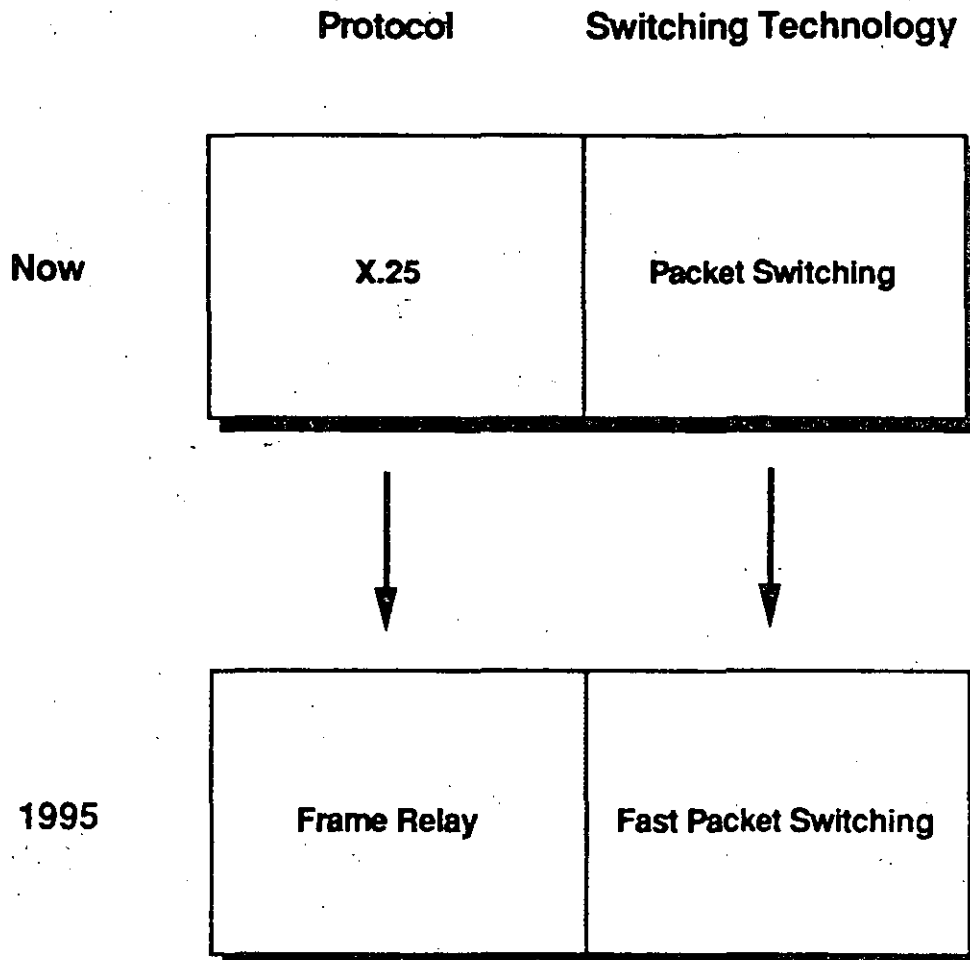 Protocol Switching Technology
Now X.25 Packet Switching
1995 Frame Relay Fast Packet Switching